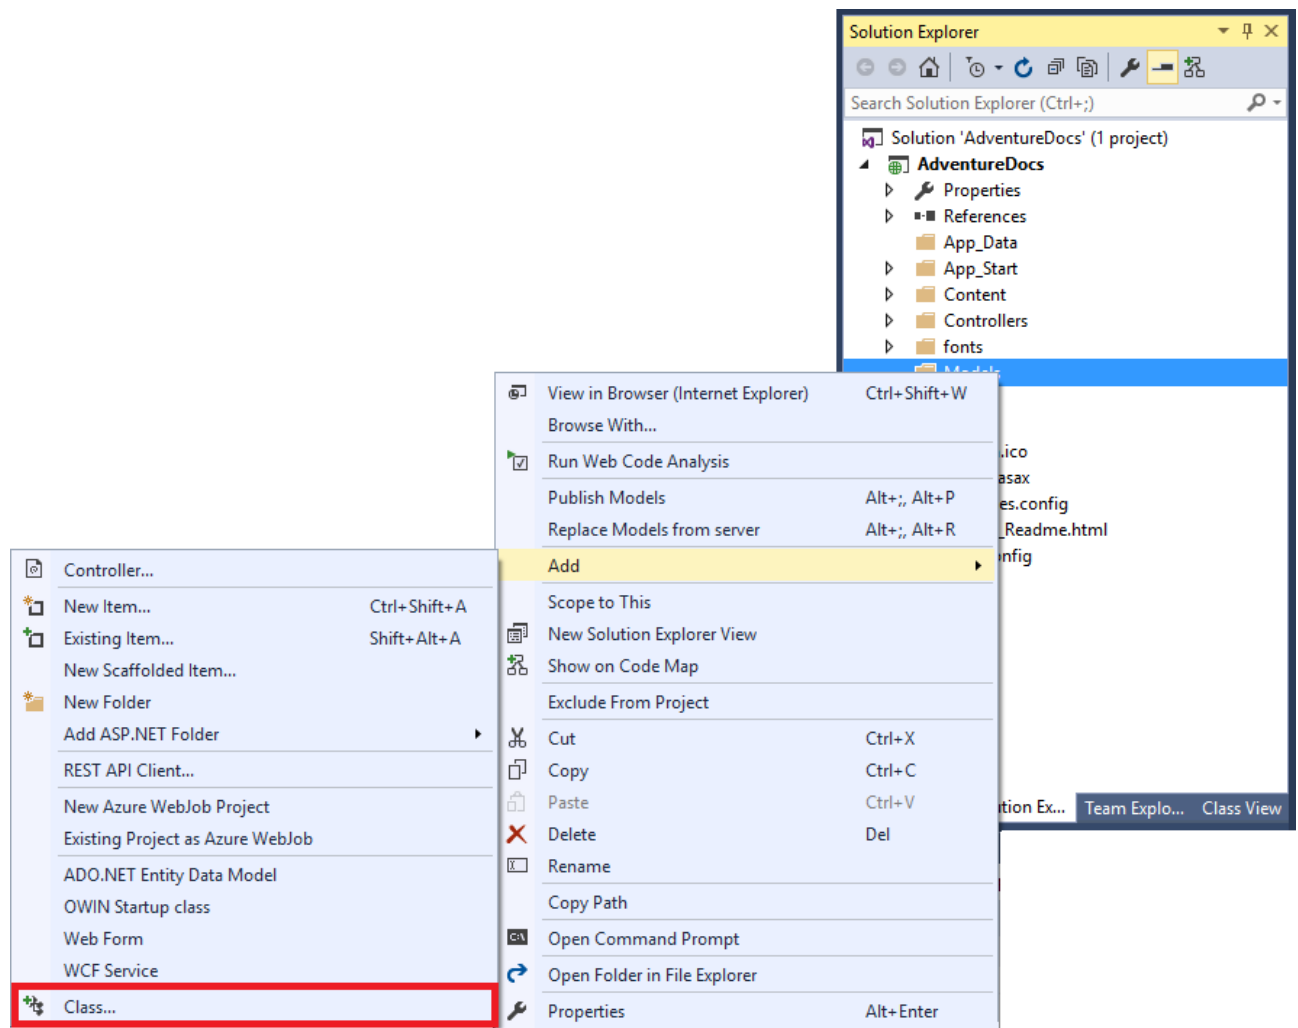 Solution Explorer
Search Solution Explorer (Ctrl+;)
Solution 'AdventureDocs' (1 project)
AdventureDocs
Properties
References
App_Data
App_Start
Content
Controllers
fonts
Models
.ico
asax
es.config
_Readme.html
nfig
tion Ex... Team Explo... Class View
View in Browser (Internet Explorer) Ctrl+Shift+W
Browse With...
Run Web Code Analysis
Publish Models Alt+;, Alt+P
Replace Models from server Alt+;, Alt+R
Add
Scope to This
New Solution Explorer View
Show on Code Map
Exclude From Project
Cut Ctrl+X
Copy Ctrl+C
Paste Ctrl+V
Delete Del
Rename
Copy Path
Open Command Prompt
Open Folder in File Explorer
Properties Alt+Enter
Controller...
New Item... Ctrl+Shift+A
Existing Item... Shift+Alt+A
New Scaffolded Item...
New Folder
Add ASP.NET Folder
REST API Client...
New Azure WebJob Project
Existing Project as Azure WebJob
ADO.NET Entity Data Model
OWIN Startup class
Web Form
WCF Service
Class...